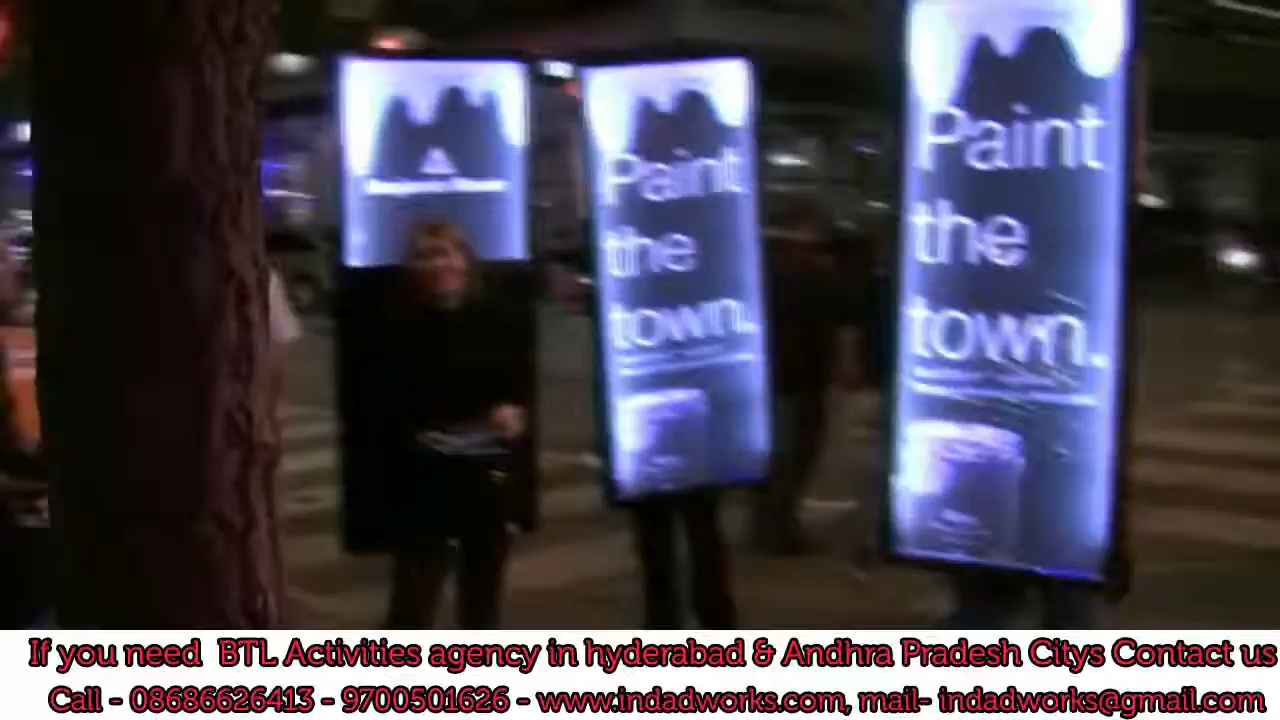 Paint
the
town.
Paint
the
town.
If you need BTL Activities agency in hyderabad & Andhra Pradesh Citys Contact us
Call - 08686626413 - 9700501626 - www.indadworks.com, mail- indadworks@gmail.com